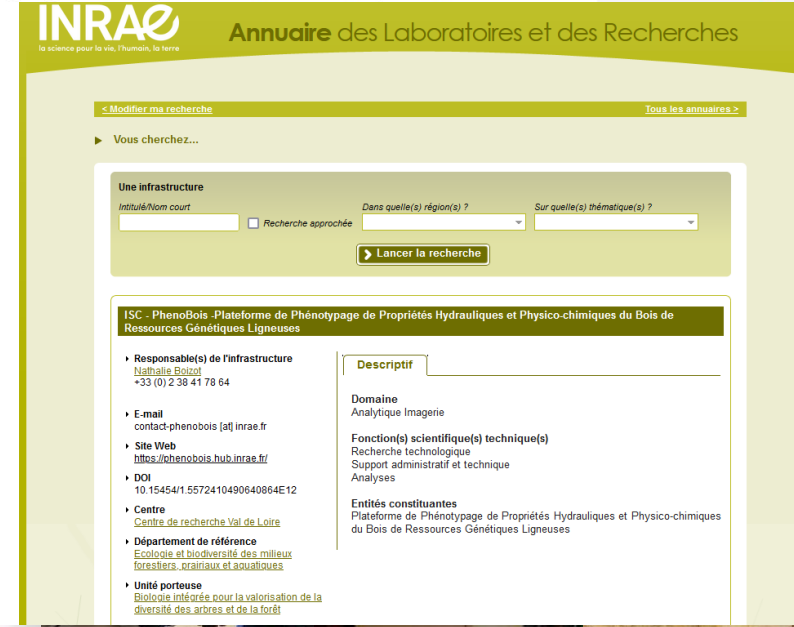 INRAE
la science pour la vie, l'humain, la terre
Annuaire des Laboratoires et des Recherches
< Modifier ma recherche
Tous les annuaires >
Vous cherchez...
Une infrastructure
Intitulé/Nom court
Recherche approchée
Dans quelle(s) région(s) ?
Sur quelle(s) thématique(s) ?
Lancer la recherche
ISC - PhenoBois -Plateforme de Phénotypage de Propriétés Hydrauliques et Physico-chimiques du Bois de
Ressources Génétiques Ligneuses
Responsable(s) de l'infrastructure
Nathalie Boizot
+33 (0) 2 38 41 78 64
E-mail
contact-phenobois [at] inrae.fr
Site Web
https://phenobois.hub.inrae.fr/
DOI
10.15454/1.5572410490640864E12
Centre
Centre de recherche Val de Loire
Département de référence
Ecologie et biodiversité des milieux
forestiers, prairiaux et aquatiques
Unité porteuse
Biologie intégrée pour la valorisation de la
diversité des arbres et de la forêt
Descriptif
Domaine
Analytique Imagerie
Fonction(s) scientifique(s) technique(s)
Recherche technologique
Support administratif et technique
Analyses
Entités constituantes
Plateforme de Phénotypage de Propriétés Hydrauliques et Physico-chimiques
du Bois de Ressources Génétiques Ligneuses